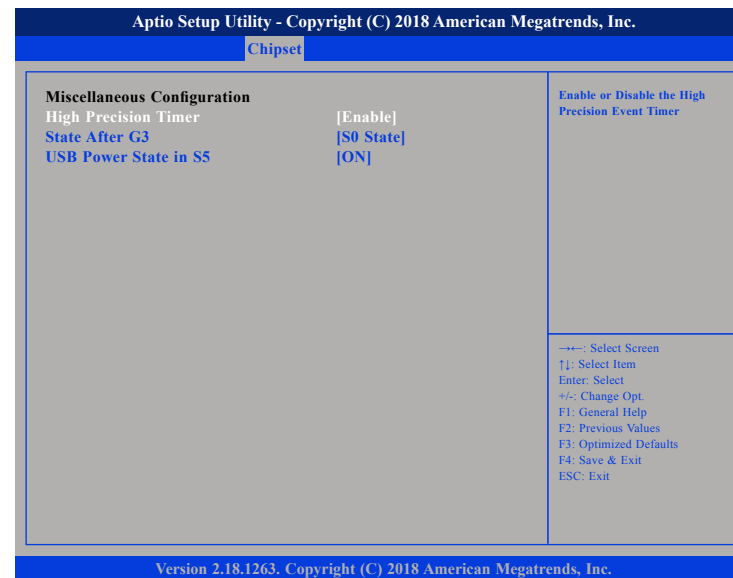 Aptio Setup Utility - Copyright (C) 2018 American Megatrends, Inc.
Chipset
Miscellaneous Configuration
High Precision Timer [Enable]
State After G3 [S0 State]
USB Power State in S5 [ON]
Enable or Disable the High
Precision Event Timer
→←: Select Screen
↑↓: Select Item
Enter: Select
+/-: Change Opt.
F1: General Help
F2: Previous Values
F3: Optimized Defaults
F4: Save & Exit
ESC: Exit
Version 2.18.1263. Copyright (C) 2018 American Megatrends, Inc.